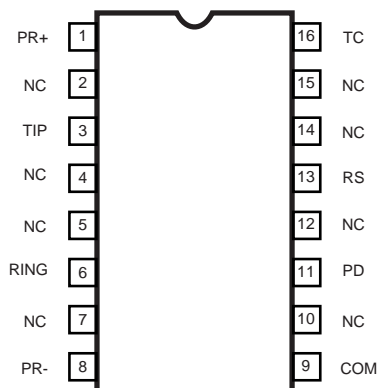 PR+ 1 16 TC
NC 2 15 NC
TIP 3 14 NC
NC 4 13 RS
NC 5 12 NC
RING 6 11 PD
NC 7 10 NC
PR- 8 9 COM